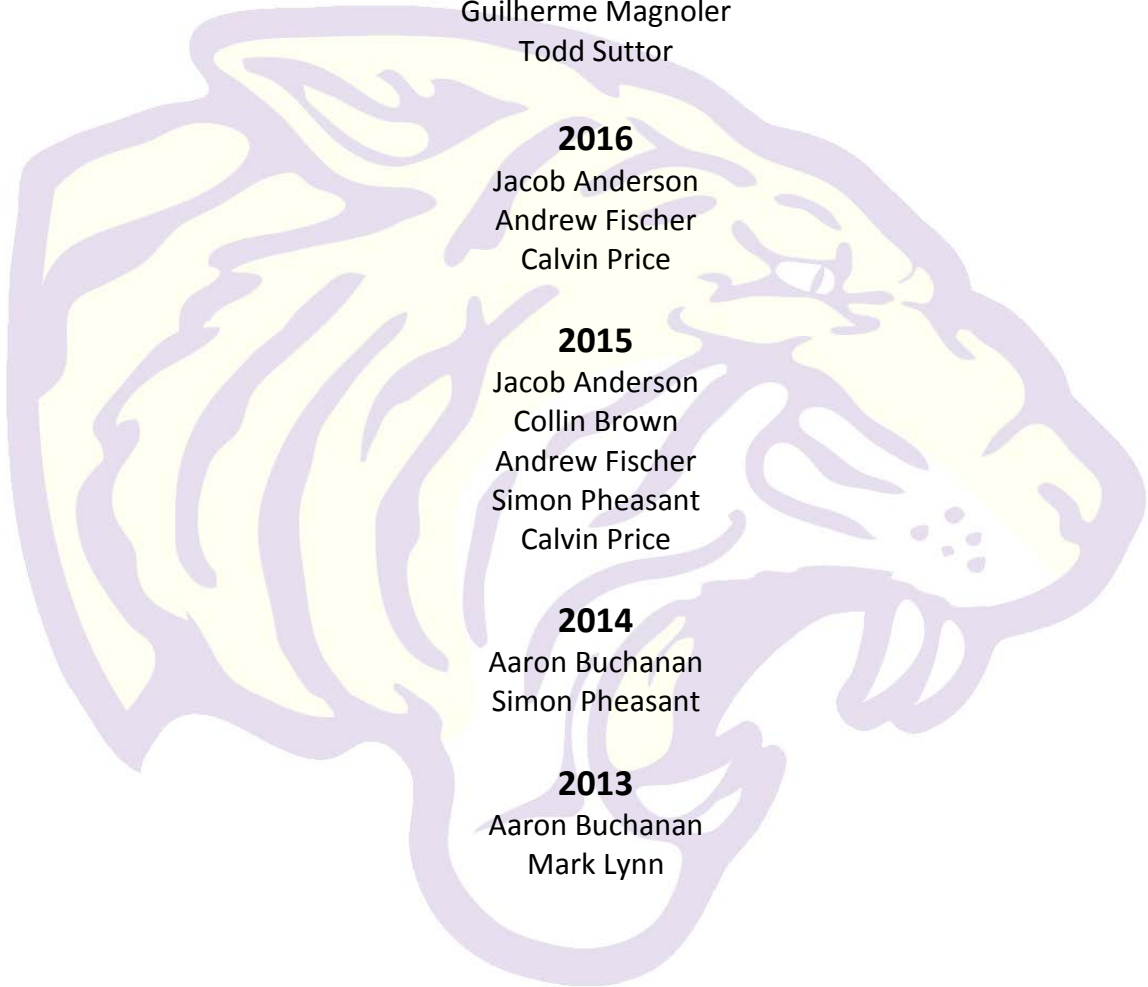 Guilherme Magnoler
Todd Suttor
2016
Jacob Anderson
Andrew Fischer
Calvin Price
2015
Jacob Anderson
Collin Brown
Andrew Fischer
Simon Pheasant
Calvin Price
2014
Aaron Buchanan
Simon Pheasant
2013
Aaron Buchanan
Mark Lynn